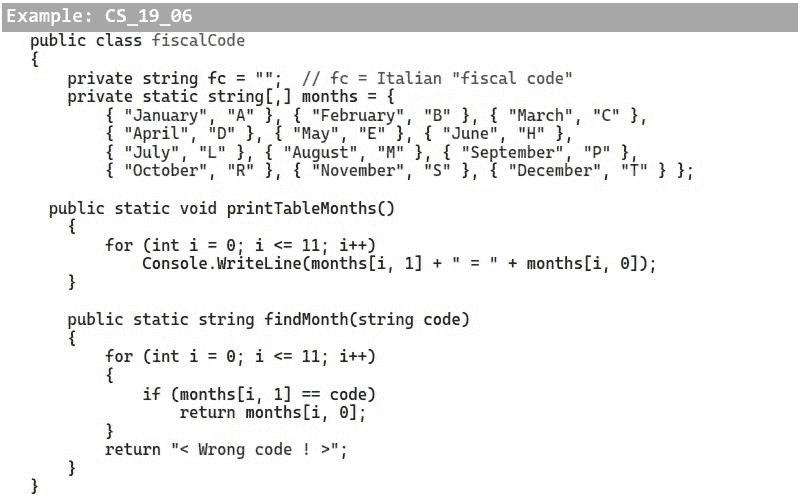 Example: CS_19_06
public class fiscalCode
{
private string fc = "";  // fc = Italian "fiscal code"
private static string[,] months = {
{ "January", "A" }, { "February", "B" }, { "March", "C" },
{ "April", "D" }, { "May", "E" }, { "June", "H" },
{ "July", "L" }, { "August", "M" }, { "September", "P" },
{ "October", "R" }, { "November", "S" }, { "December", "T" } };
public static void printTableMonths()
{
for (int i = 0; i <= 11; i++)
Console.WriteLine(months[i, 1] + " = " + months[i, 0]);
}
public static string findMonth(string code)
{
for (int i = 0; i <= 11; i++)
{
if (months[i, 1] == code)
return months[i, 0];
}
return "< Wrong code ! >";
}
}